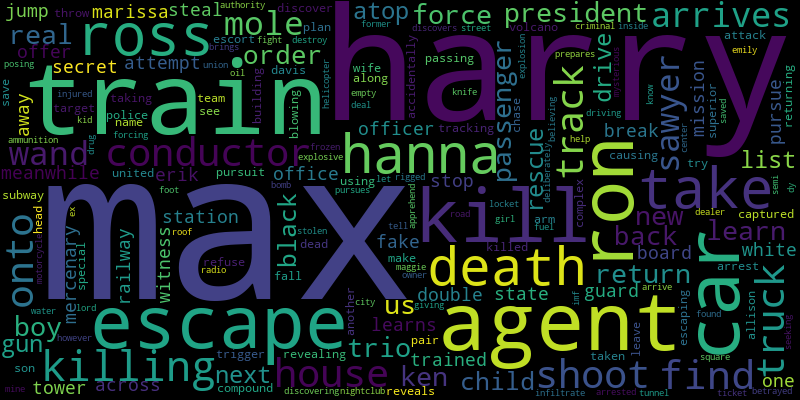 jump throw marissa steal authority discover
mole atop force president arrives
real ross escort plan fight former discovers street volcano criminal inside brings attack emily
offer posing order destroy
secret attempt union oil davis wife along passing prepares
save train harry
injured target kid taking team see building blowing helicopter empty deal accidentally knife
passenger chase explosion drive driving mysterious mission superior know pursue returning
away name police forcing
ammunition drug
wand conductor hanna officer tracking track rescue believing deliberately break causing sawyer center saved list
meanwhile united erik pursuit explosive frozen office using let rigged stop help try
subway foot bomb pursues apprehend complex
max kill ron take semi dy
onto head ex station black stolen fake tell road locket girl arm new learn dealer captured
motorcycle mercenary special roof radio railway witness refuse dead make maggie killed fuel back white
fall owner death car board arrest
boy water lord escape us city giving agent double state imf guard return truck
gun however son trigger another learns pair arrive escaping found allison seeking
killing next revealing trio trained taken leave square
house ken child shoot find one
mine tower across compound discovering nightclub reveals infiltrate arrested tunnel ticket betrayed